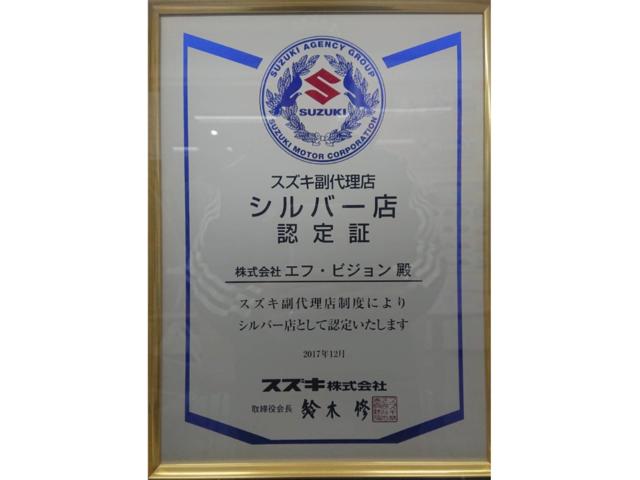 SUZUKI AGENCY GROUP
SUZUKI
SUZUKI MOTOR CORPORATION
スズキ副代理店
シルバー店
認定証
株式会社 エフ・ビジョン 殿
スズキ副代理店制度により
シルバー店として認定いたします
2017年12月
スズキ株式会社
取締役会長 鈴木修